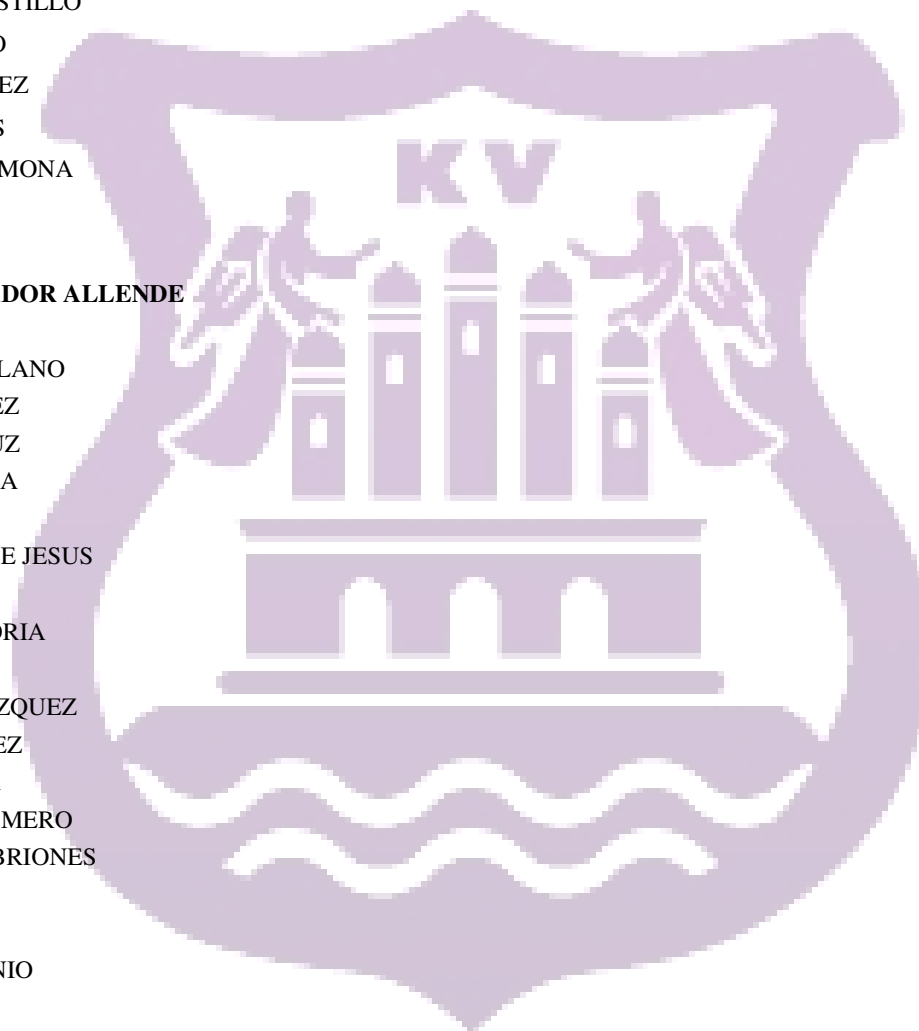 STILLO
O
EZ
S
MONA
KV
DOR ALLENDE
LANO
EZ
UZ
A
E JESUS
ORIA
ZQUEZ
EZ
MERO
BRIONES
NIO